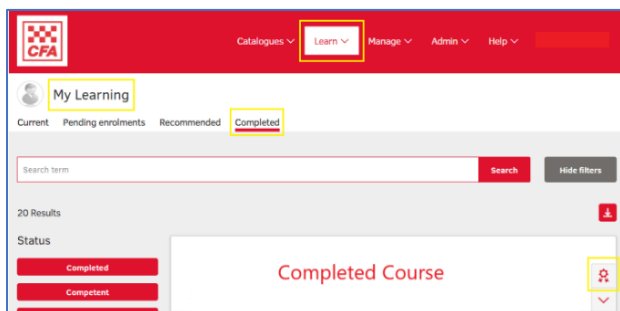 CFA
Catalogues Learn Manage Admin Help
My Learning
Current Pending enrolments Recommended Completed
Search term Search Hide filters
20 Results
Status
Completed
Competent
Completed Course